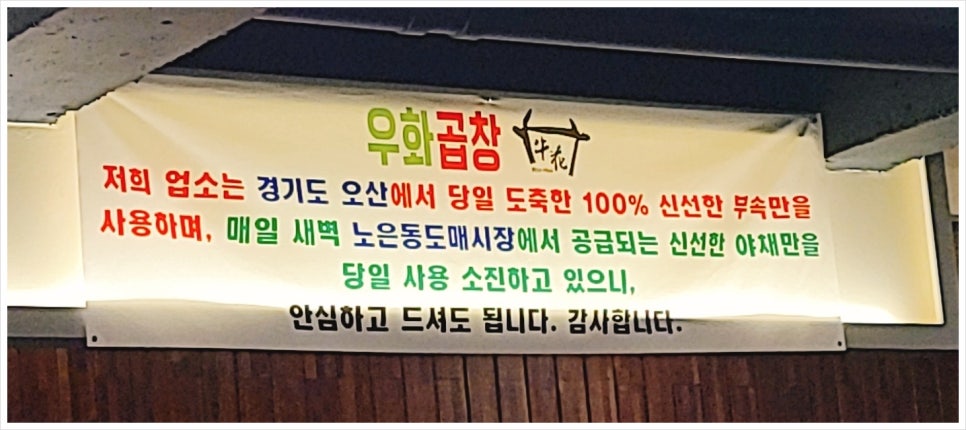 우화곱창 牛花
저희 업소는 경기도 오산에서 당일 도축한 100% 신선한 부속만을
사용하며, 매일 새벽 노은동도매시장에서 공급되는 신선한 야채만을
당일 사용 소진하고 있으니,
안심하고 드셔도 됩니다. 감사합니다.